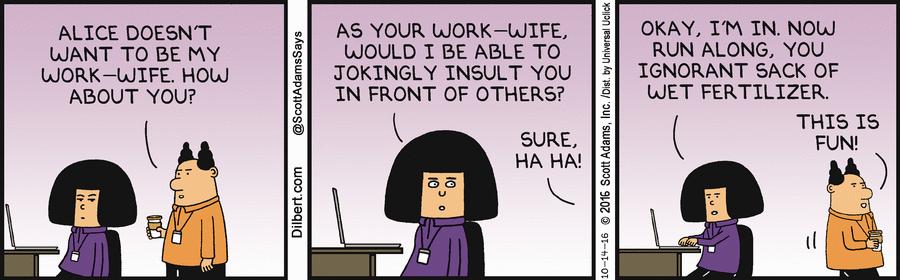 ALICE DOESN'T
WANT TO BE MY
WORK–WIFE. HOW
ABOUT YOU?
Dilbert.com @ScottAdamsSays
AS YOUR WORK–WIFE,
WOULD I BE ABLE TO
JOKINGLY INSULT YOU
IN FRONT OF OTHERS?
SURE,
HA HA!
10-14-16 © 2016 Scott Adams, Inc. /Dist. by Universal Uclick
OKAY, I'M IN. NOW
RUN ALONG, YOU
IGNORANT SACK OF
WET FERTILIZER.
THIS IS
FUN!